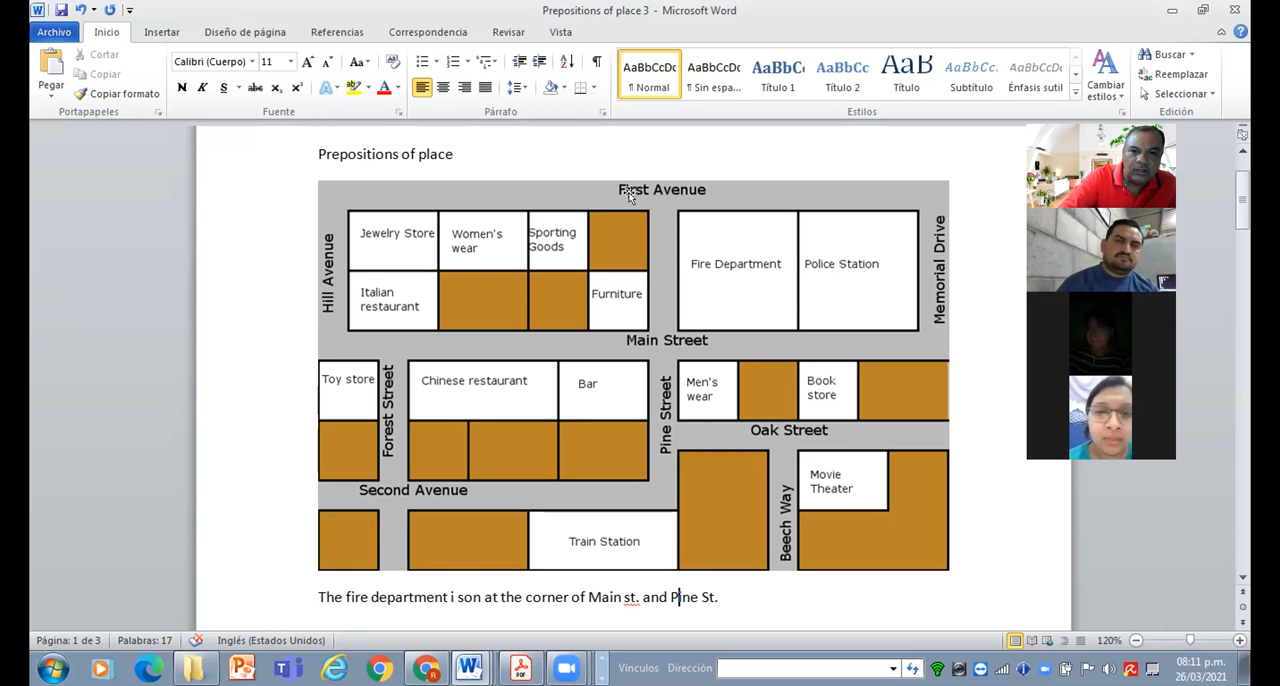 Prepositions of place 3 - Microsoft Word
Archivo Inicio Insertar Diseño de página Referencias Correspondencia Revisar Vista
Pegar
Cortar
Copiar
Copiar formato
Portapapeles
Calibri (Cuerpo) 11
Fuente
Párrafo
AaBbCcDc AaBbCcDc AaBbC AaBbCc AaB AaBbCc. AaBbCcDc
¶ Normal ¶ Sin espa... Título 1 Título 2 Título Subtítulo Énfasis sutil
Cambiar estilos
Estilos
Buscar
Reemplazar
Seleccionar
Edición
Prepositions of place
First Avenue
Hill Avenue
Jewelry Store
Women's
wear
Sporting
Goods
Fire Department
Police Station
Memorial Drive
Italian
restaurant
Furniture
Main Street
Toy store
Forest Street
Chinese restaurant
Bar
Pine Street
Men's
wear
Book
store
Oak Street
Second Avenue
Movie
Theater
Beech Way
Train Station
The fire department i son at the corner of Main st. and Pine St.
Página: 1 de 3 Palabras: 17 Inglés (Estados Unidos) 120%
Vínculos Dirección
08:11 p.m.
26/03/2021